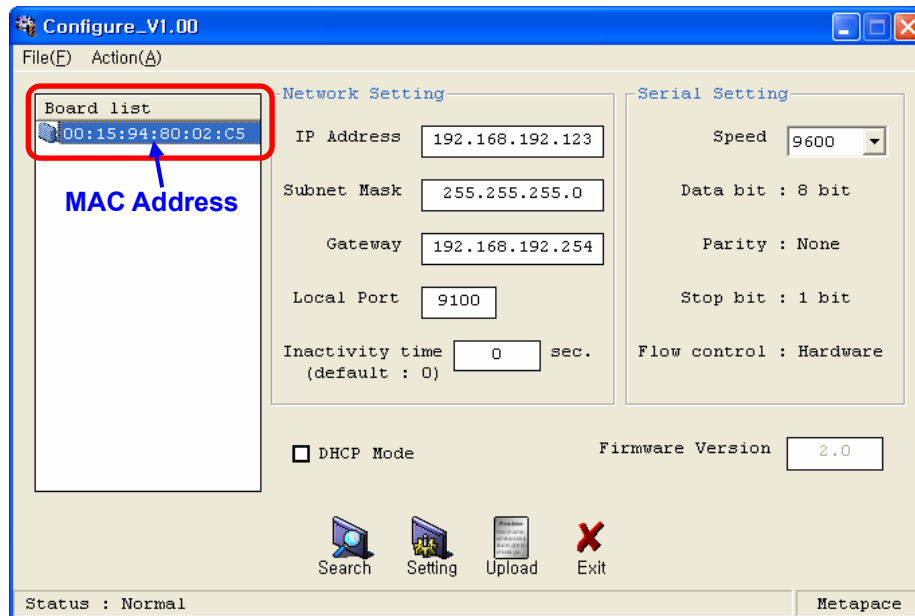 Configure_V1.00
File(F) Action(A)
Board list
00:15:94:80:02:C5
MAC Address
Network Setting
IP Address 192.168.192.123
Subnet Mask 255.255.255.0
Gateway 192.168.192.254
Local Port 9100
Inactivity time 0 sec.
(default : 0)
Serial Setting
Speed 9600
Data bit : 8 bit
Parity : None
Stop bit : 1 bit
Flow control : Hardware
DHCP Mode
Firmware Version 2.0
Search Setting Upload Exit
Status : Normal Metapace